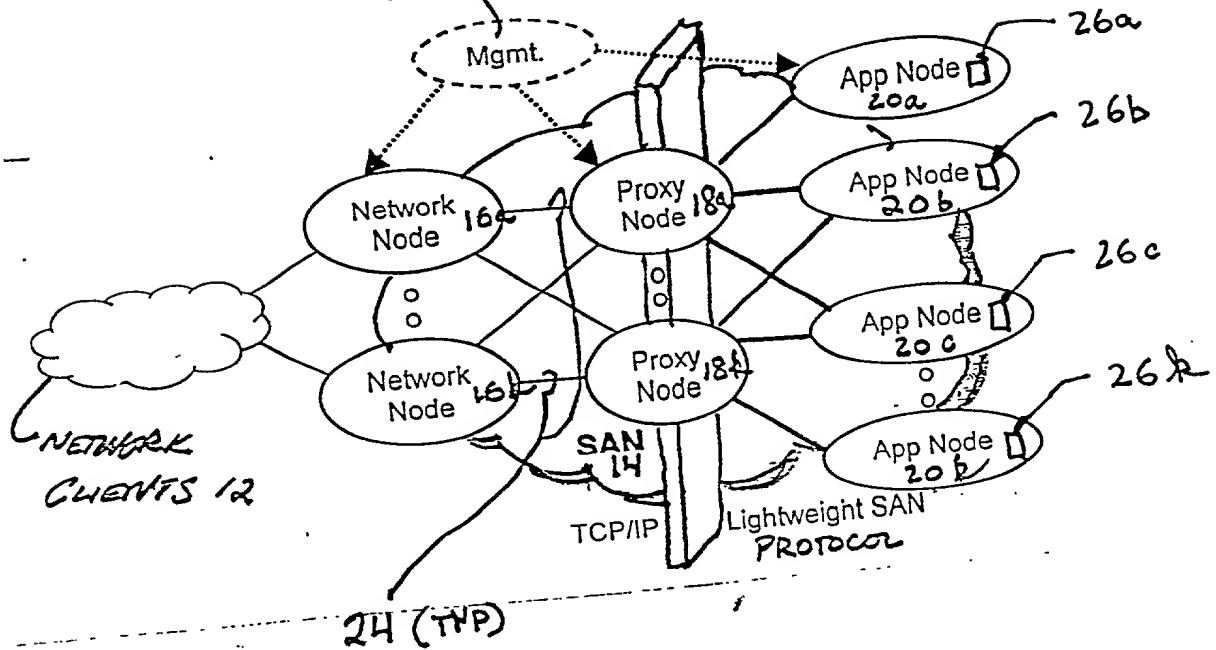 Mgmt.
App Node
20a
26a
App Node
20b
26b
Network
Node
16a
Proxy
Node
18a
App Node
20c
26c
Network
Node
Proxy
Node
18k
App Node
20k
26k
NETWORK
CLIENTS 12
SAN
14
TCP/IP
Lightweight SAN
PROTOCOL
24 (TNP)